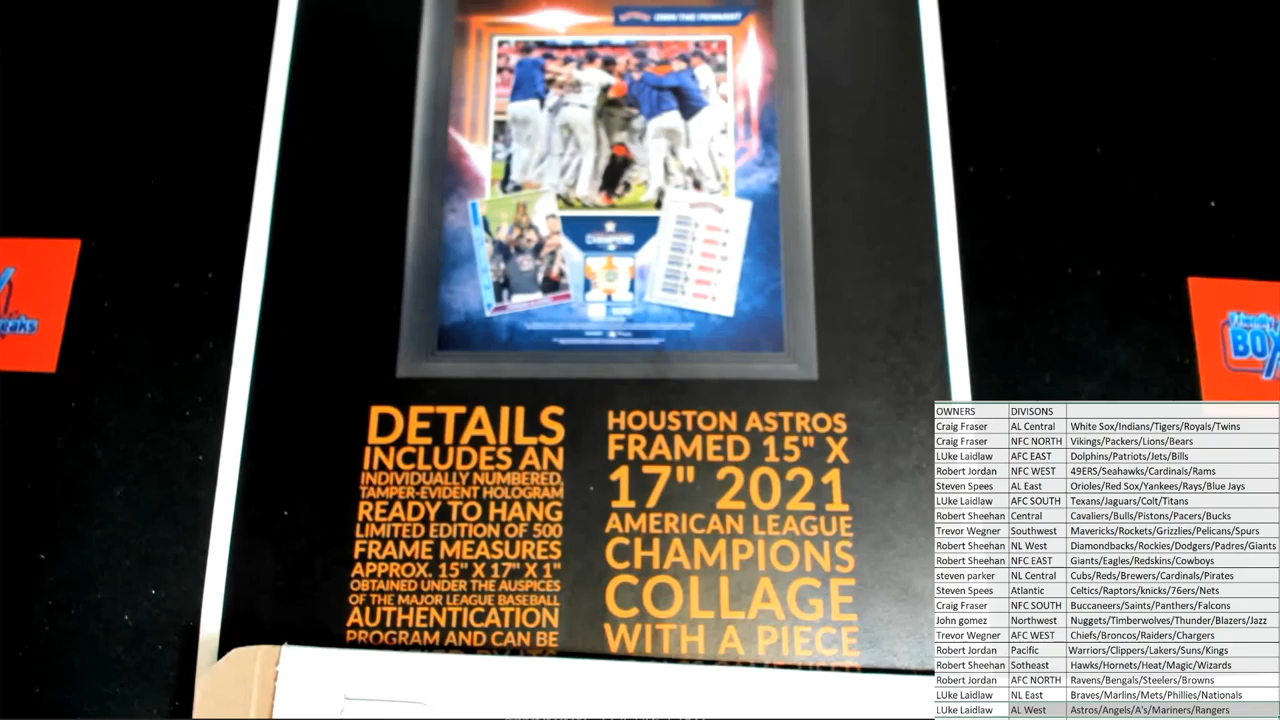 DETAILS
INCLUDES AN
INDIVIDUALLY NUMBERED,
TAMPER-EVIDENT HOLOGRAM
READY TO HANG
LIMITED EDITION OF 500
FRAME MEASURES
APPROX. 15" X 17" X 1"
OBTAINED UNDER THE AUSPICES
OF THE MAJOR LEAGUE BASEBALL
AUTHENTICATION
PROGRAM AND CAN BE
HOUSTON ASTROS
FRAMED 15" X
17" 2021
AMERICAN LEAGUE
CHAMPIONS
COLLAGE
WITH A PIECE
eaks
Friendly
BOX
OWNERS DIVISONS
Craig Fraser AL Central White Sox/Indians/Tigers/Royals/Twins
Craig Fraser NFC NORTH Vikings/Packers/Lions/Bears
LUke Laidlaw AFC EAST Dolphins/Patriots/Jets/Bills
Robert Jordan NFC WEST 49ERS/Seahawks/Cardinals/Rams
Steven Spees AL East Orioles/Red Sox/Yankees/Rays/Blue Jays
LUke Laidlaw AFC SOUTH Texans/Jaguars/Colt/Titans
Robert Sheehan Central Cavaliers/Bulls/Pistons/Pacers/Bucks
Trevor Wegner Southwest Mavericks/Rockets/Grizzlies/Pelicans/Spurs
Robert Sheehan NL West Diamondbacks/Rockies/Dodgers/Padres/Giants
Robert Sheehan NFC EAST Giants/Eagles/Redskins/Cowboys
steven parker NL Central Cubs/Reds/Brewers/Cardinals/Pirates
Steven Spees Atlantic Celtics/Raptors/knicks/76ers/Nets
Craig Fraser NFC SOUTH Buccaneers/Saints/Panthers/Falcons
John gomez Northwest Nuggets/Timberwolves/Thunder/Blazers/Jazz
Trevor Wegner AFC WEST Chiefs/Broncos/Raiders/Chargers
Robert Jordan Pacific Warriors/Clippers/Lakers/Suns/Kings
Robert Sheehan Sotheast Hawks/Hornets/Heat/Magic/Wizards
Robert Jordan AFC NORTH Ravens/Bengals/Steelers/Browns
LUke Laidlaw NL East Braves/Marlins/Mets/Phillies/Nationals
LUke Laidlaw AL West Astros/Angels/A's/Mariners/Rangers